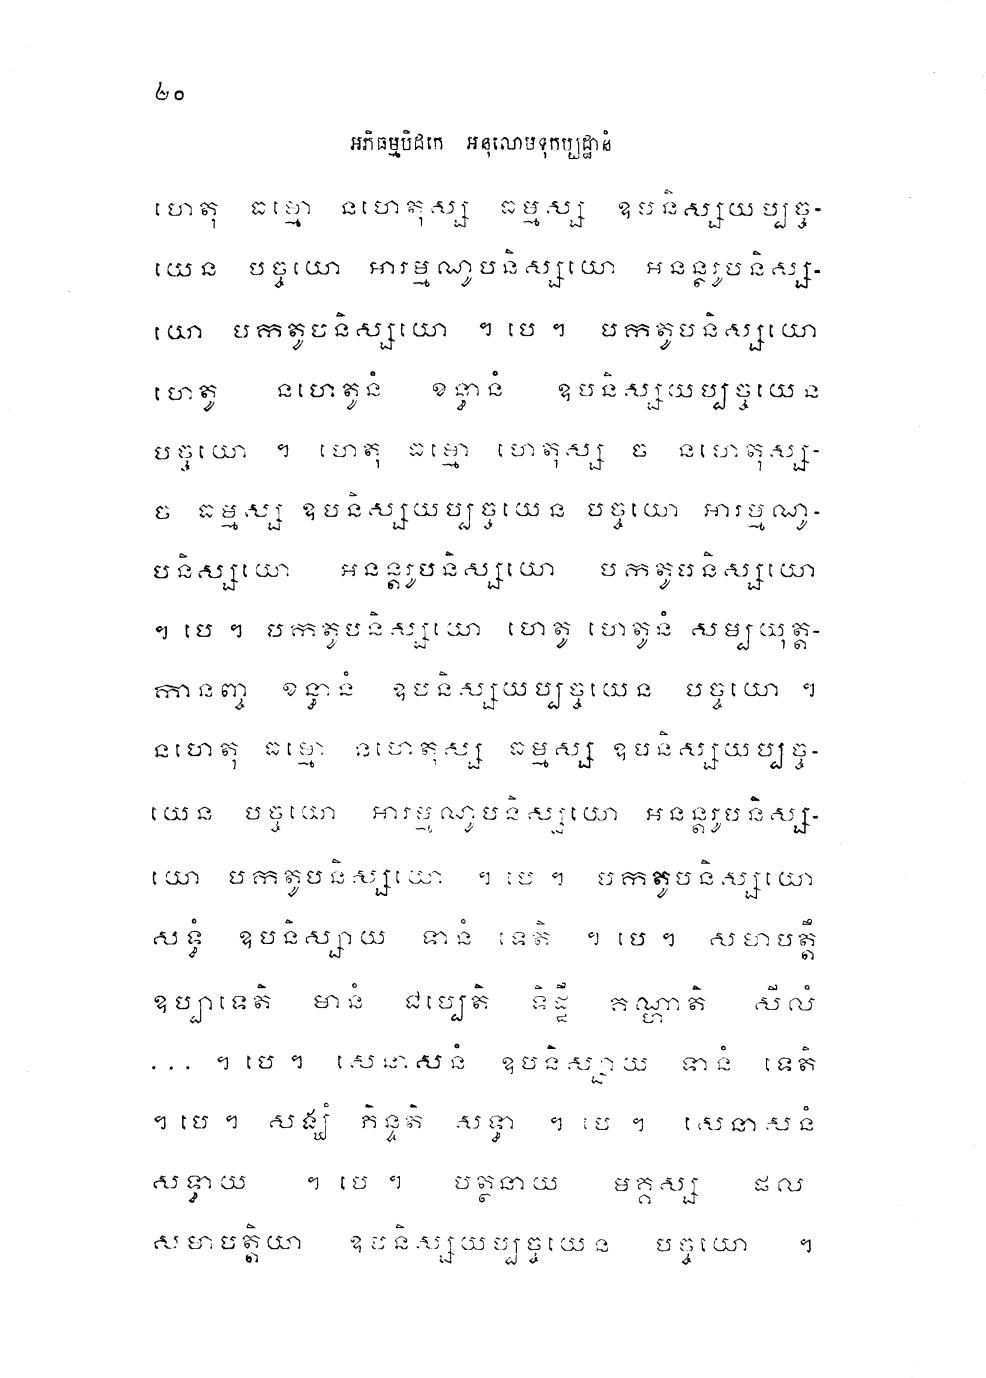 ៤០
អភិធម្មបិដកេ អនុលោមទុកប្បដ្ឋានំ
ហេតុ ធម្មោ នហេតុស្ស ធម្មស្ស ឧបនិស្សយប្បច្ច-
យេន បច្ចយោ អារម្មណូបនិស្សយោ អនន្តរូបនិស្ស-
យោ បកតូបនិស្សយោ ។ បេ ។ បកតូបនិស្សយោ
ហេតូ នហេតូនំ ខន្ធានំ ឧបនិស្សយប្បច្ចយេន
បច្ចយោ ។ ហេតុ ធម្មោ ហេតុស្ស ច នហេតុស្ស-
ច ធម្មស្ស ឧបនិស្សយប្បច្ចយេន បច្ចយោ អារម្មណូ-
បនិស្សយោ អនន្តរូបនិស្សយោ បកតូបនិស្សយោ
។ បេ ។ បកតូបនិស្សយោ ហេតូ ហេតូនំ សម្បយុត្ត-
កានញ្ច ខន្ធានំ ឧបនិស្សយប្បច្ចយេន បច្ចយោ ។
នហេតុ ធម្មោ នហេតុស្ស ធម្មស្ស ឧបនិស្សយប្បច្ច-
យេន បច្ចយោ អារម្មណូបនិស្សយោ អនន្តរូបនិស្ស-
យោ បកតូបនិស្សយោ ។ បេ ។ បកតូបនិស្សយោ
សទ្ធំ ឧបនិស្សាយ ទានំ ទេតិ ។ បេ ។ សមាបត្តឹ
ឧប្បាទេតិ មានំ ជប្បេតិ ទិដ្ឋឹ គណ្ហាតិ សីលំ
... ។ បេ ។ សេនាសនំ ឧបនិស្សាយ ទានំ ទេតិ
។ បេ ។ សង្ឃំ ភិន្ទតិ សទ្ធា ។ បេ ។ សេនាសនំ
សទ្ធាយ ។ បេ ។ បត្ថនាយ មគ្គស្ស ផល
សមាបត្តិយា ឧបនិស្សយប្បច្ចយេន បច្ចយោ ។